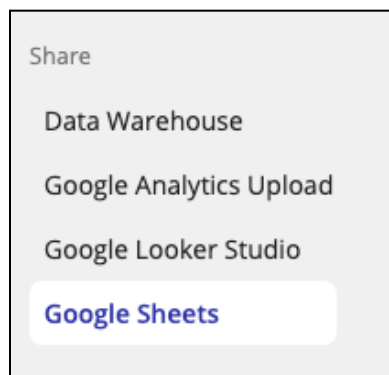 Share
Data Warehouse
Google Analytics Upload
Google Looker Studio
Google Sheets